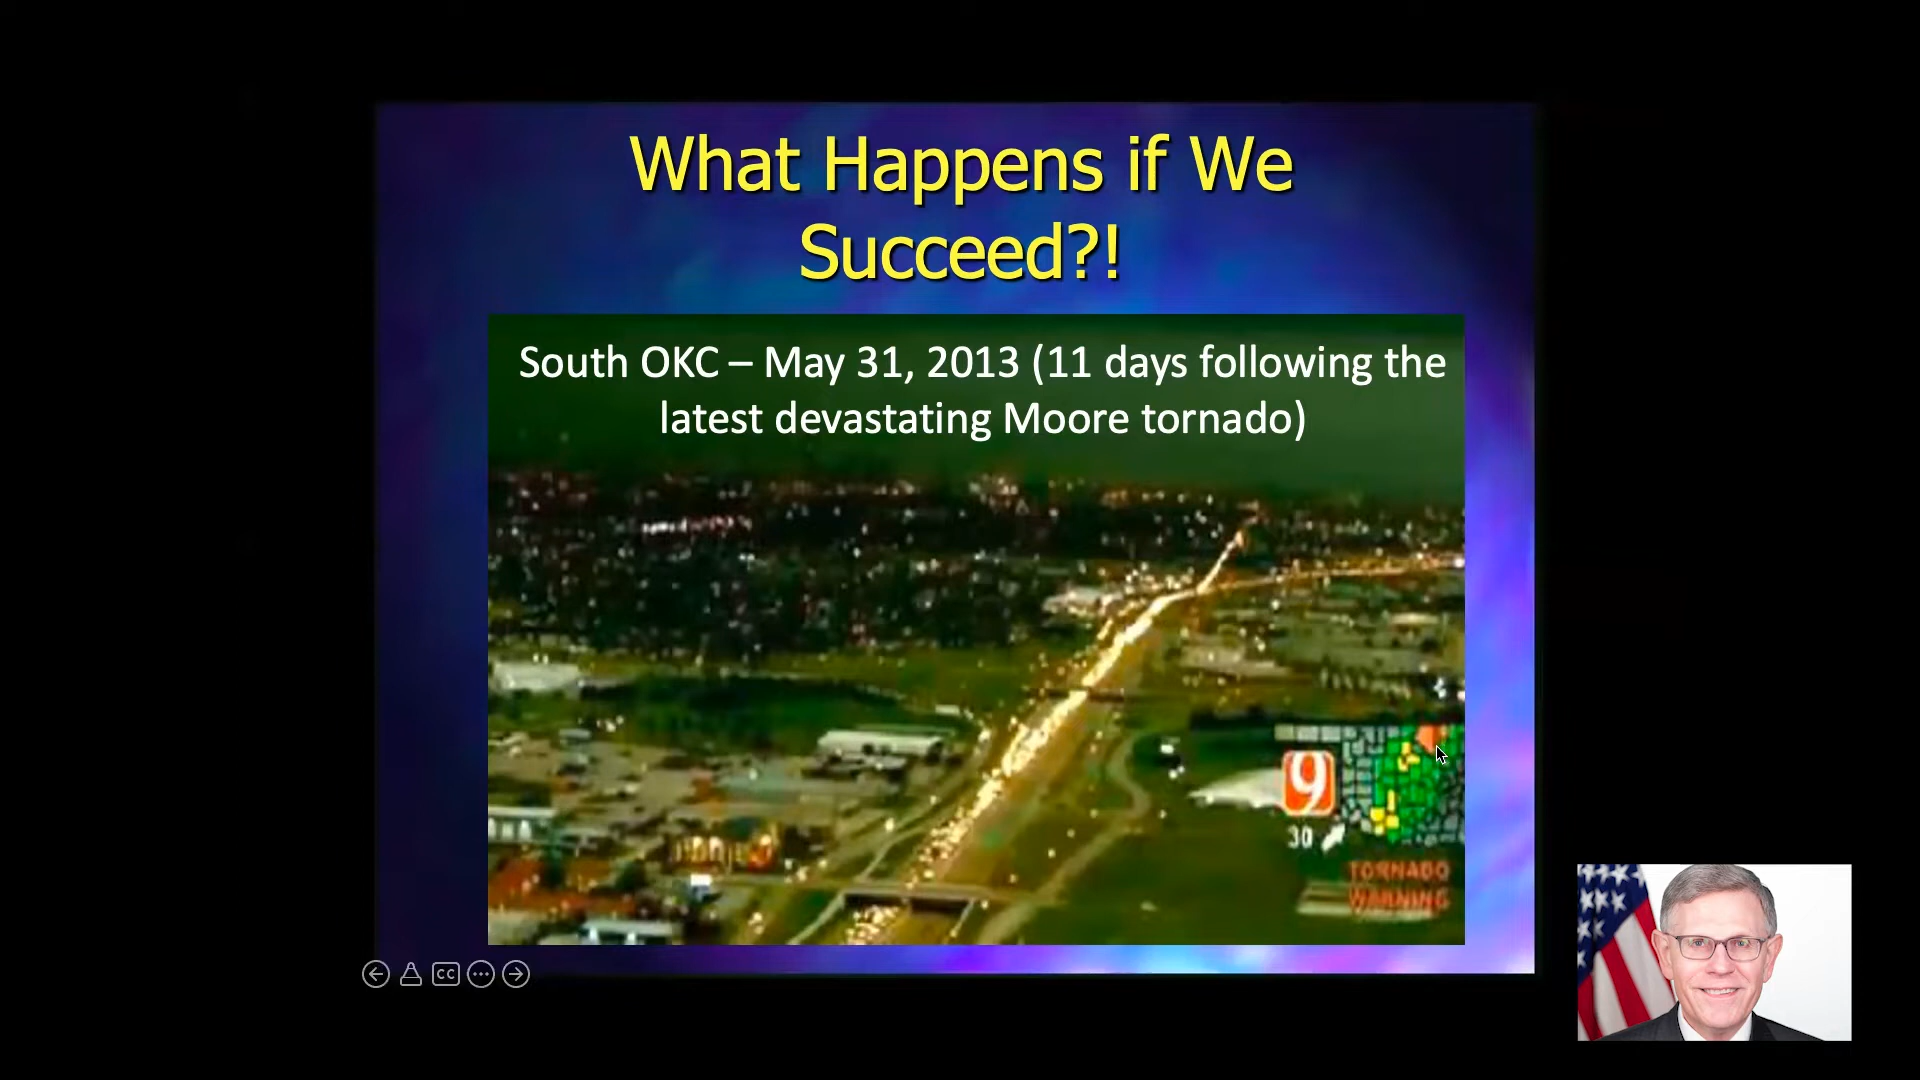 What Happens if We
Succeed?!
South OKC – May 31, 2013 (11 days following the
latest devastating Moore tornado)
9
30
TORNADO
WARNING
CC